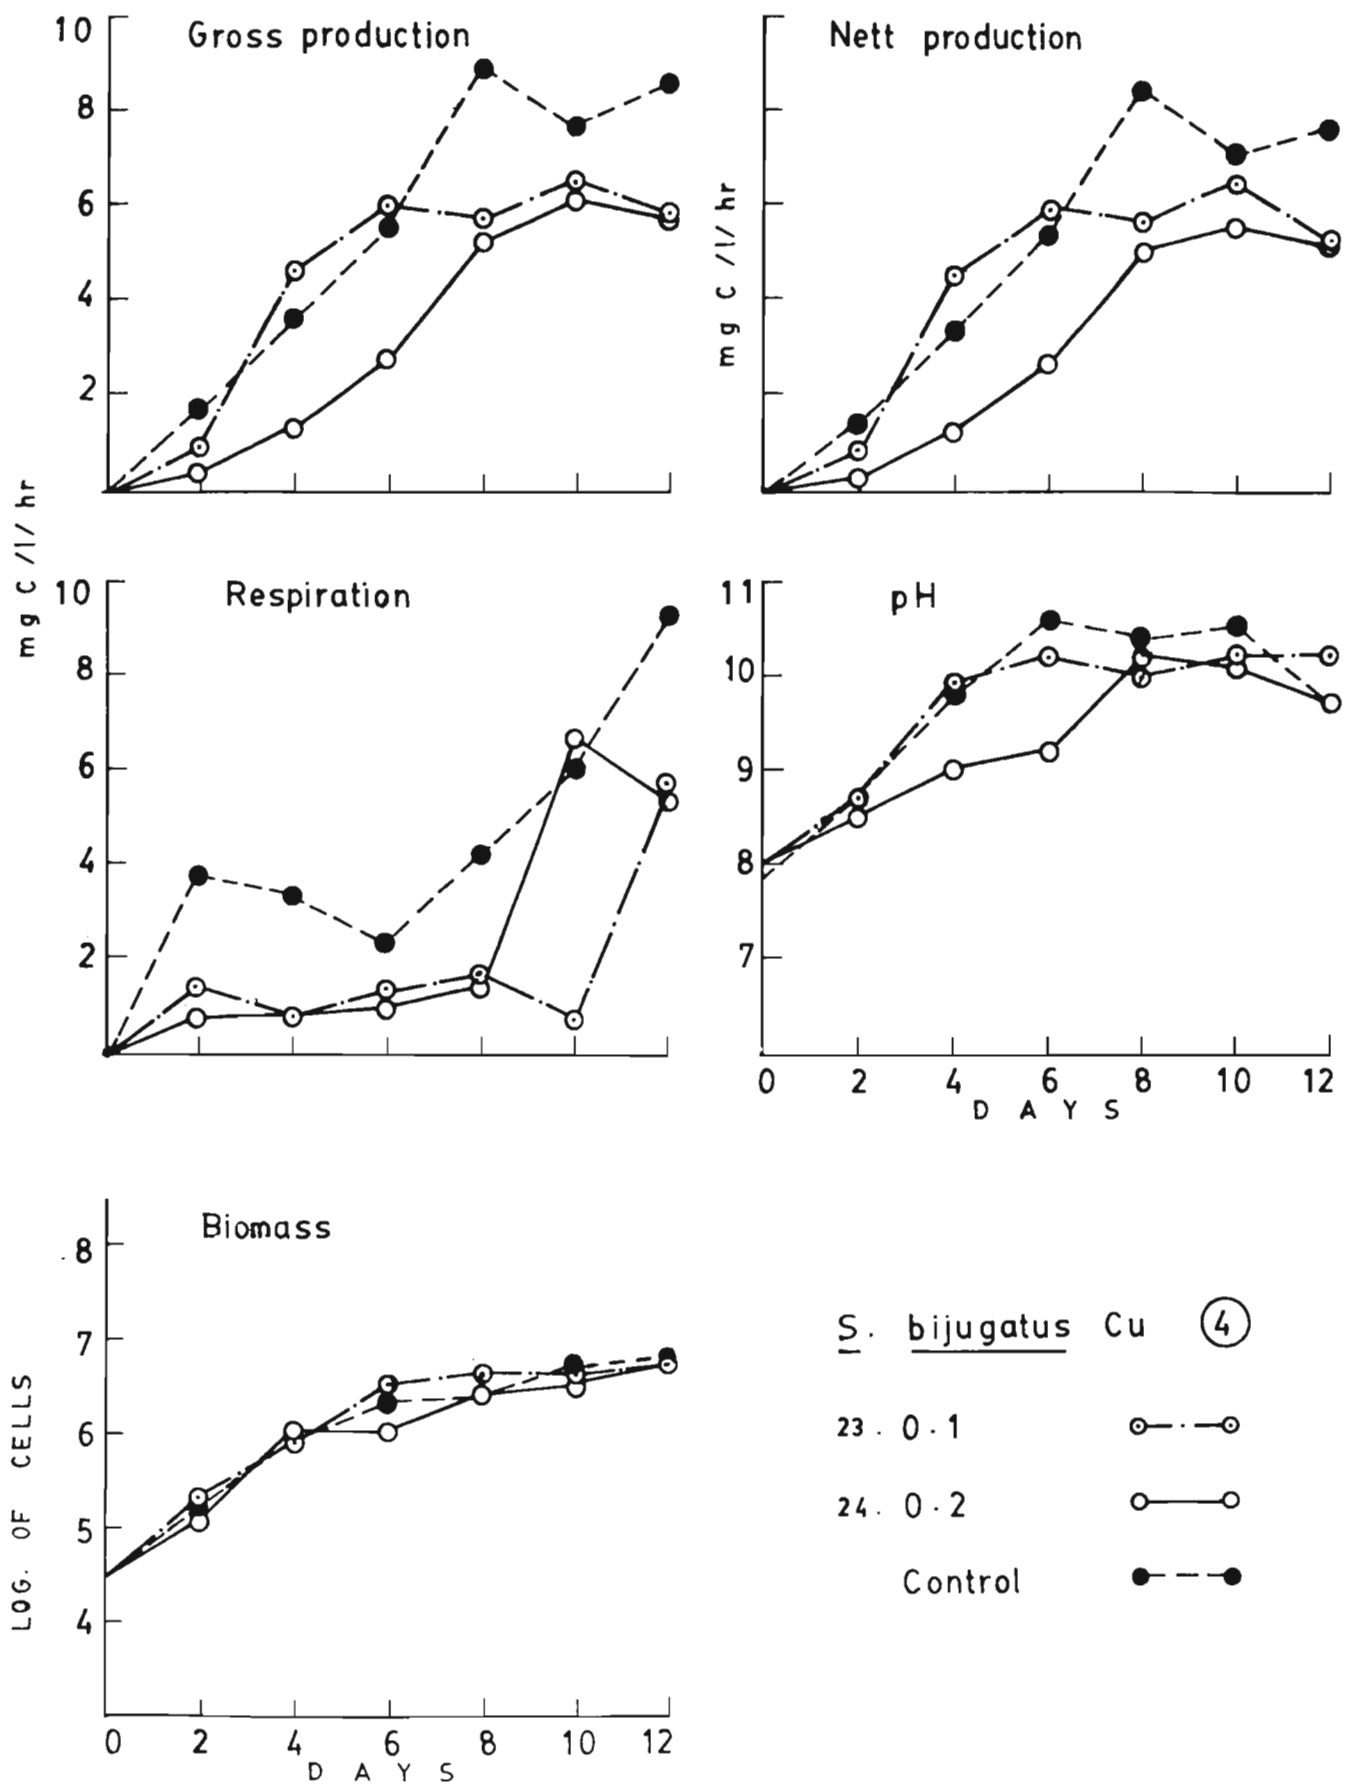 Gross production
10
8
6
4
2
Nett production
mg C /l/ hr
mg C /l/ hr
Respiration
10
8
6
4
2
pH
11
10
9
8
7
0 2 4 6 8 10 12
D A Y S
Biomass
8
7
6
5
4
LOG. OF CELLS
0 2 4 6 8 10 12
D A Y S
S. bijugatus Cu 4
23. 0.1
24. 0.2
Control